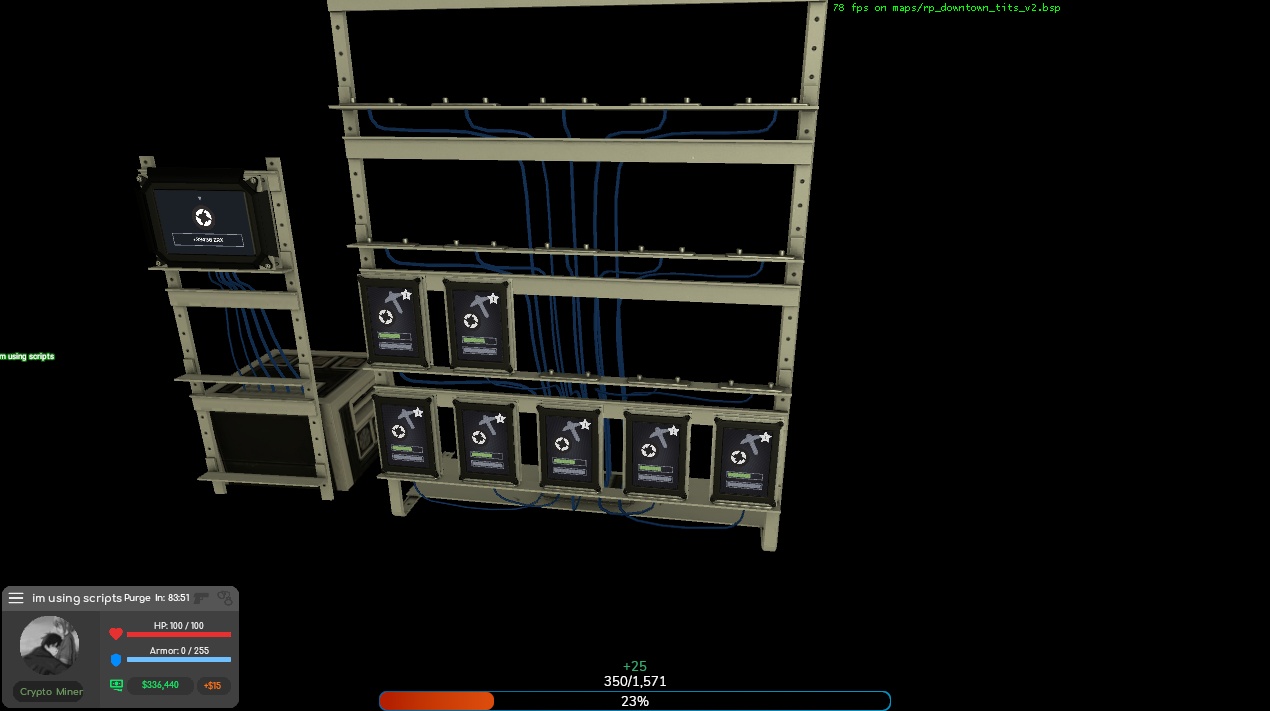 78 fps on maps/rp_downtown_tits_v2.bsp
m using scripts
im using scripts Purge In: 83:51
HP: 100 / 100
Armor: 0 / 255
$336,440
+$15
Crypto Miner
+25
350/1,571
23%